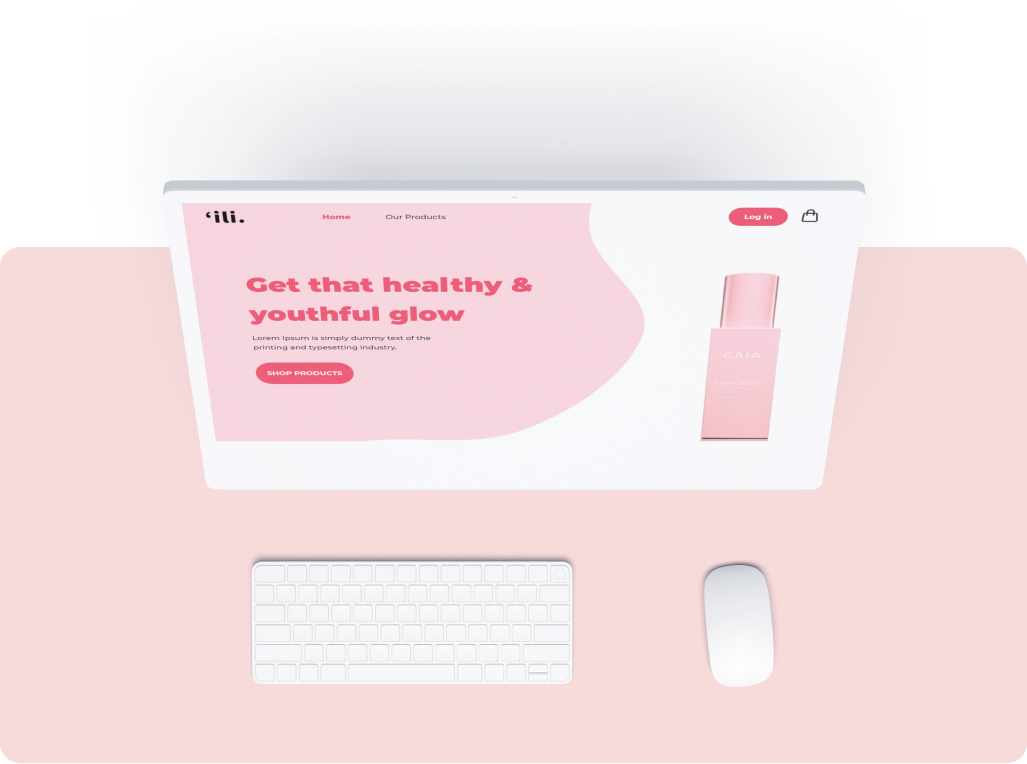 ‘ili.
Home
Our Products
Log in
Get that healthy &
youthful glow
Lorem Ipsum is simply dummy text of the
printing and typesetting industry.
SHOP PRODUCTS
CAIA